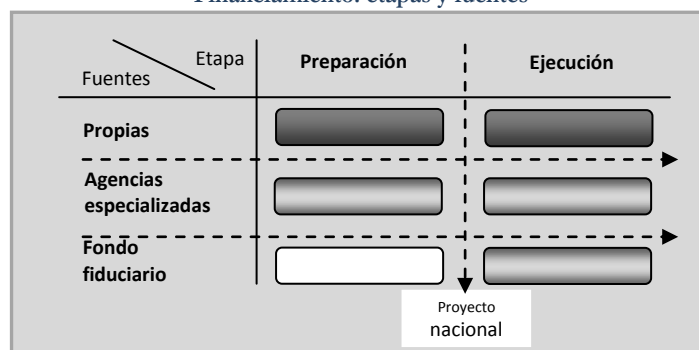 Financiamiento: etapas y fuentes
Etapa
Fuentes
Preparación
Ejecución
Propias
Agencias
especializadas
Fondo
fiduciario
Proyecto
nacional